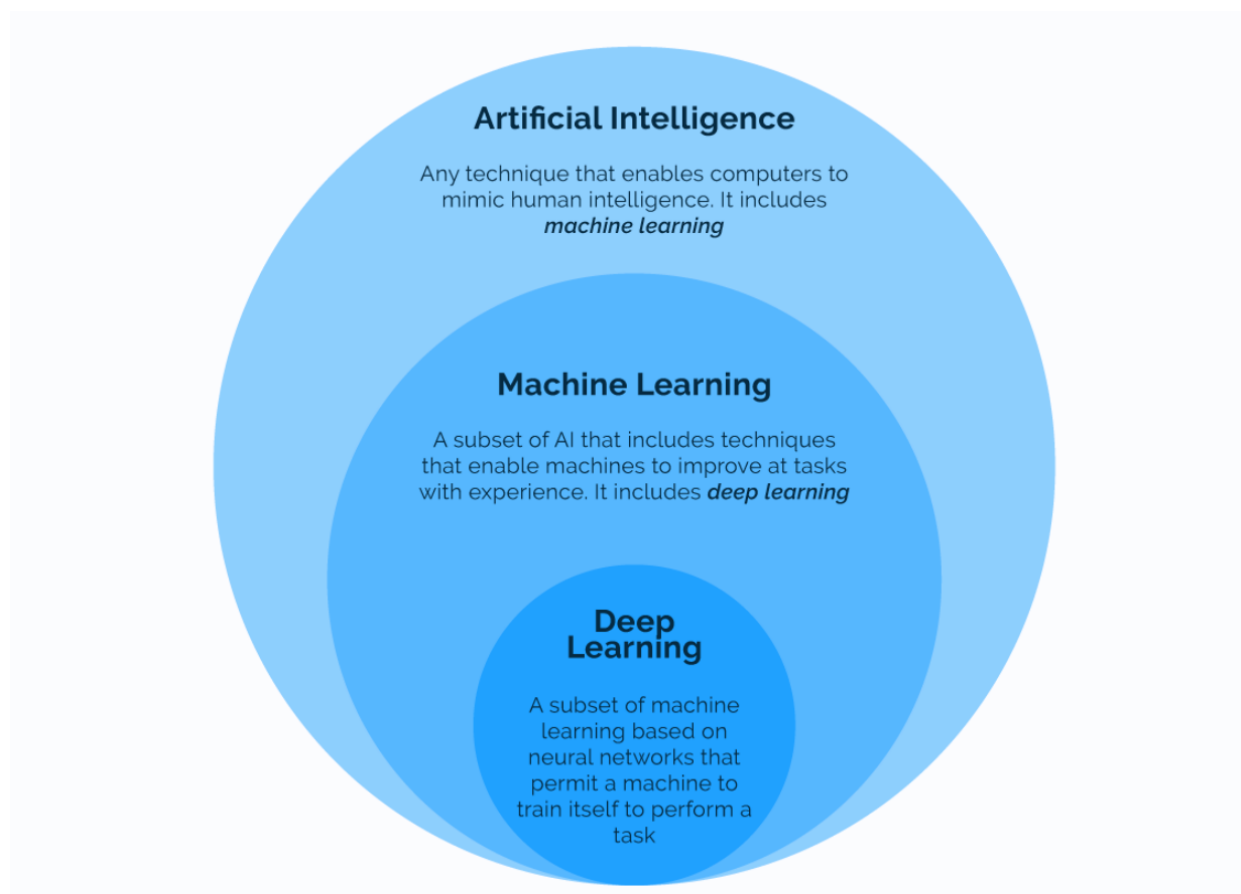 Artificial Intelligence
Any technique that enables computers to
mimic human intelligence. It includes
machine learning
Machine Learning
A subset of AI that includes techniques
that enable machines to improve at tasks
with experience. It includes deep learning
Deep
Learning
A subset of machine
learning based on
neural networks that
permit a machine to
train itself to perform a
task